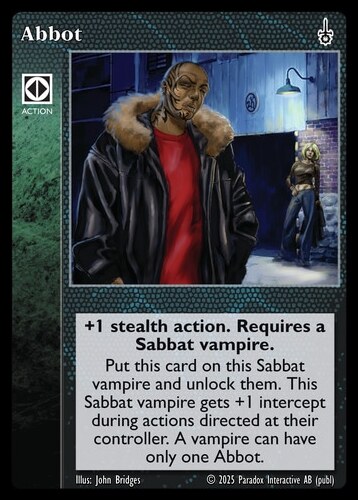 Abbot
ACTION
+1 stealth action. Requires a
Sabbat vampire.
Put this card on this Sabbat
vampire and unlock them. This
Sabbat vampire gets +1 intercept
during actions directed at their
controller. A vampire can have
only one Abbot.
Illus: John Bridges © 2025 Paradox Interactive AB (publ)